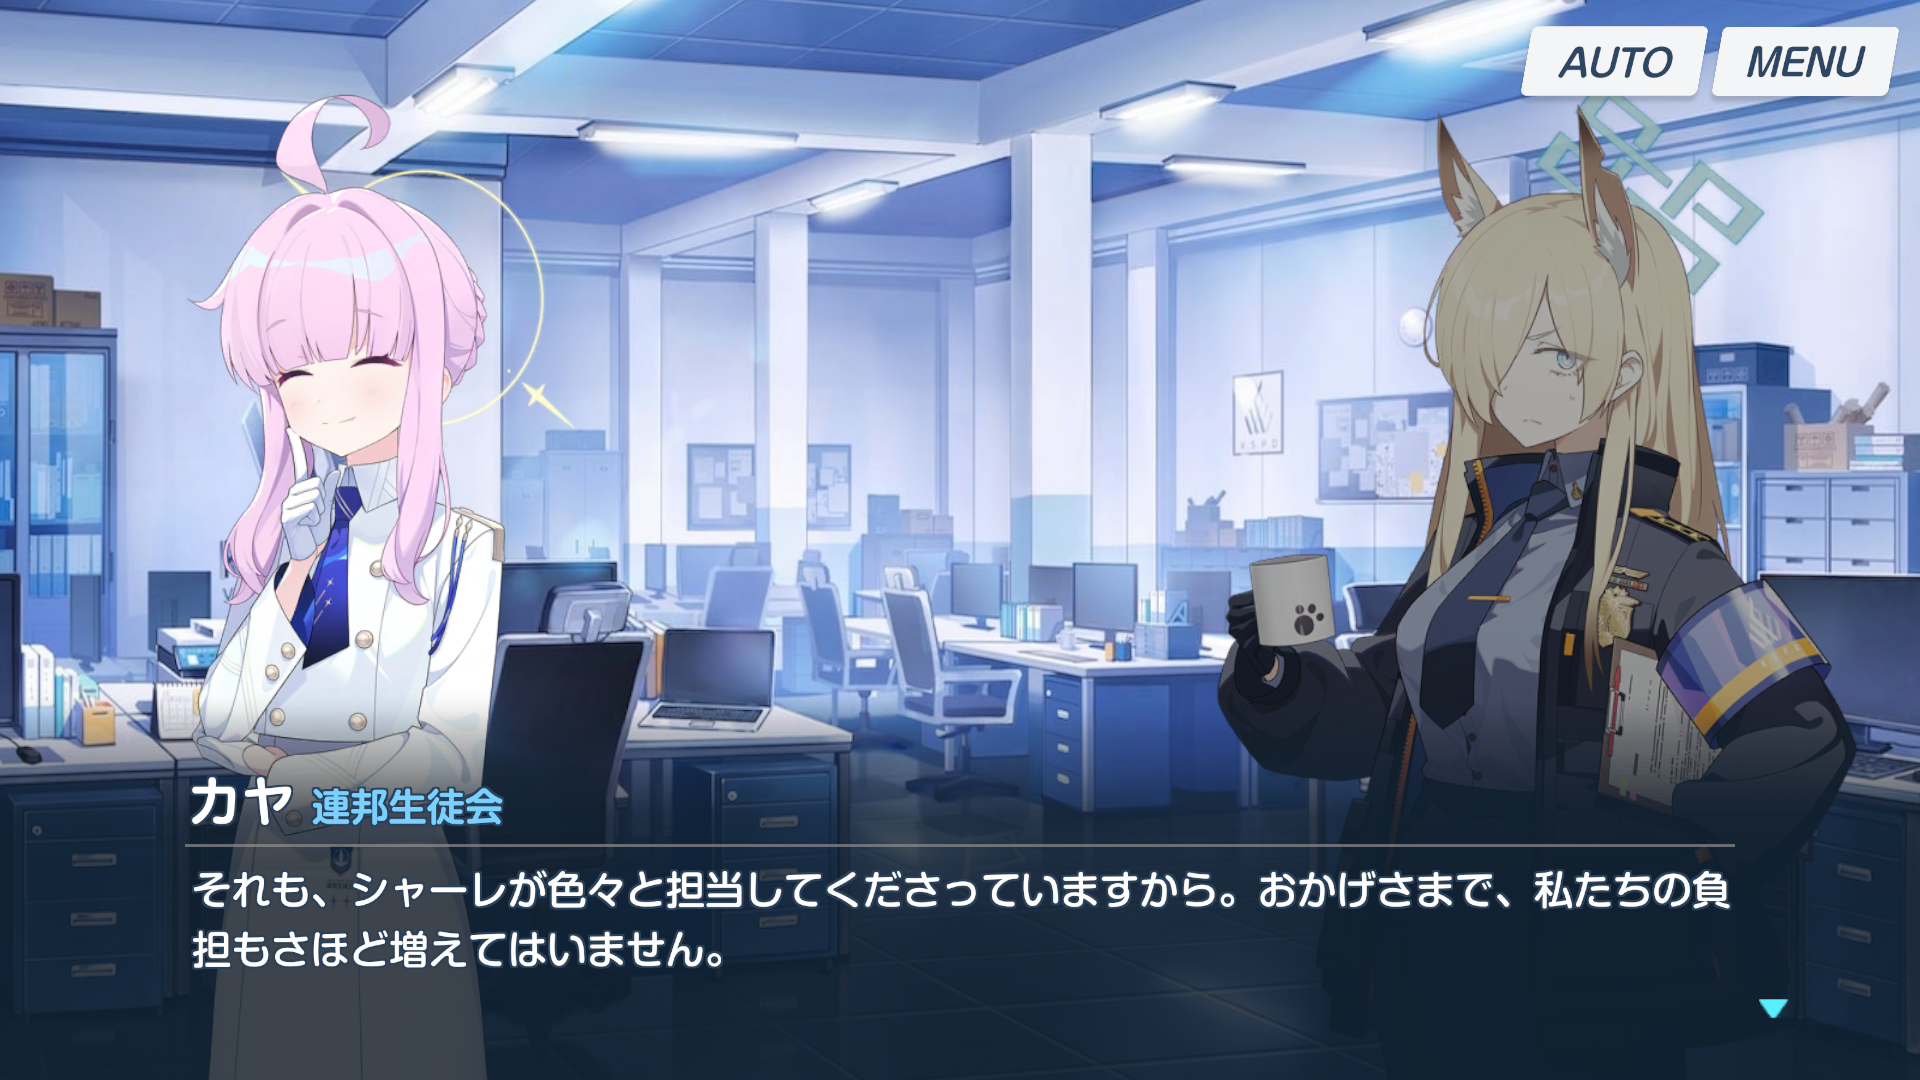 AUTO MENU
K.S.P.D
カヤ 連邦生徒会
それも、シャーレが色々と担当してくださっていますから。おかげさまで、私たちの負
担もさほど増えてはいません。